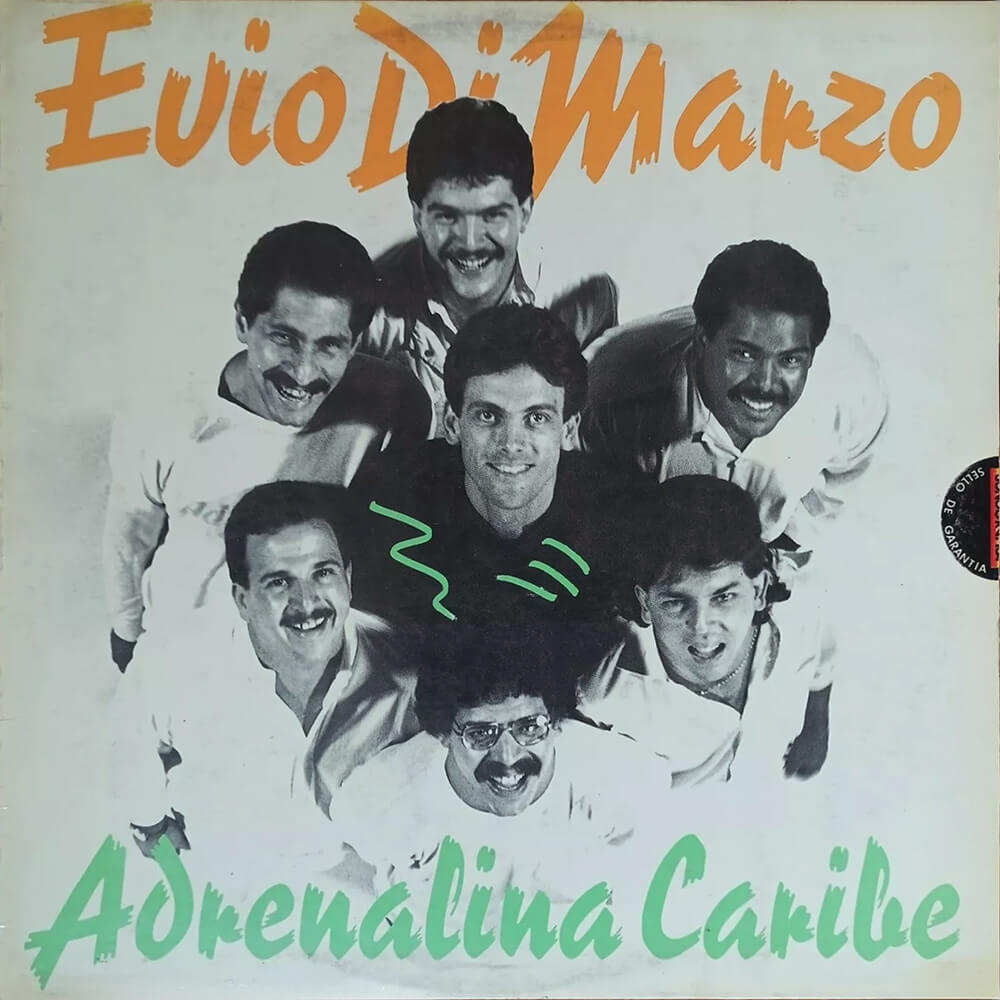 Evio Di Marzo
SELLO DE GARANTIA
Adrenalina Caribe